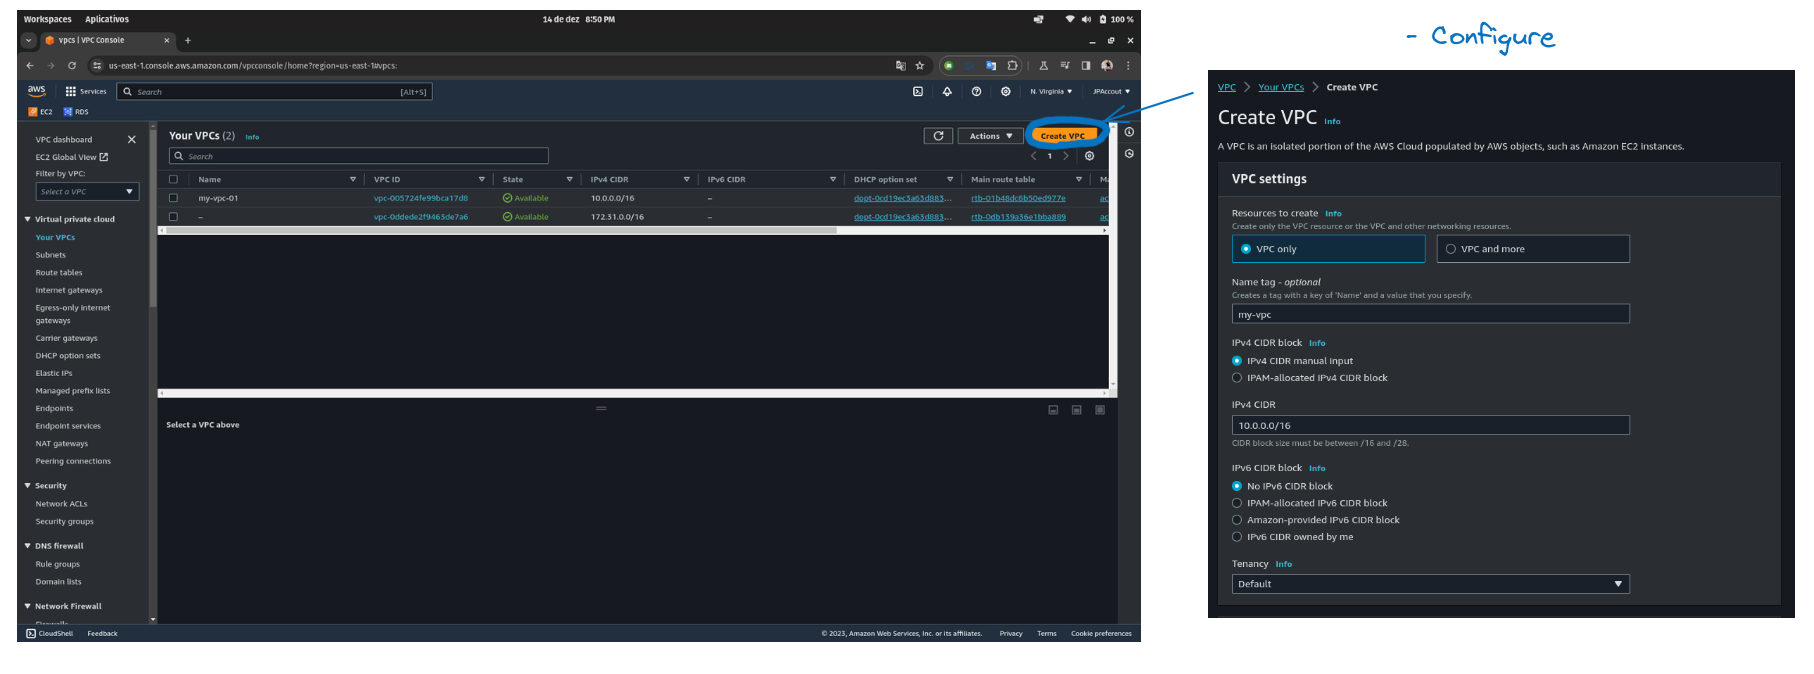 Workspaces Aplicativos 14 de dez 8:50 PM 100 %
vpcs | VPC Console
us-east-1.console.aws.amazon.com/vpcconsole/home?region=us-east-1#vpcs:
aws Services Search [Alt+S] N. Virginia JPAccout
EC2 RDS
VPC dashboard
EC2 Global View
Filter by VPC:
Select a VPC
Virtual private cloud
Your VPCs
Subnets
Route tables
Internet gateways
Egress-only internet
gateways
Carrier gateways
DHCP option sets
Elastic IPs
Managed prefix lists
Endpoints
Endpoint services
NAT gateways
Peering connections
Security
Network ACLs
Security groups
DNS firewall
Rule groups
Domain lists
Network Firewall
Firewalls
Your VPCs (2) Info Actions Create VPC
Search 1
Name VPC ID State IPv4 CIDR IPv6 CIDR DHCP option set Main route table
my-vpc-01 vpc-005724fe99bca17d8 Available 10.0.0.0/16 – dopt-0cd19ec3a63d883... rtb-01b48dc6b50ed977e
– vpc-0ddede2f9463de7a6 Available 172.31.0.0/16 – dopt-0cd19ec3a63d883... rtb-0db139a36e1bba889
Select a VPC above
CloudShell Feedback © 2023, Amazon Web Services, Inc. or its affiliates. Privacy Terms Cookie preferences
- Configure
VPC > Your VPCs > Create VPC
Create VPC Info
A VPC is an isolated portion of the AWS Cloud populated by AWS objects, such as Amazon EC2 instances.
VPC settings
Resources to create Info
Create only the VPC resource or the VPC and other networking resources.
VPC only VPC and more
Name tag - optional
Creates a tag with a key of 'Name' and a value that you specify.
my-vpc
IPv4 CIDR block Info
IPv4 CIDR manual input
IPAM-allocated IPv4 CIDR block
IPv4 CIDR
10.0.0.0/16
CIDR block size must be between /16 and /28.
IPv6 CIDR block Info
No IPv6 CIDR block
IPAM-allocated IPv6 CIDR block
Amazon-provided IPv6 CIDR block
IPv6 CIDR owned by me
Tenancy Info
Default